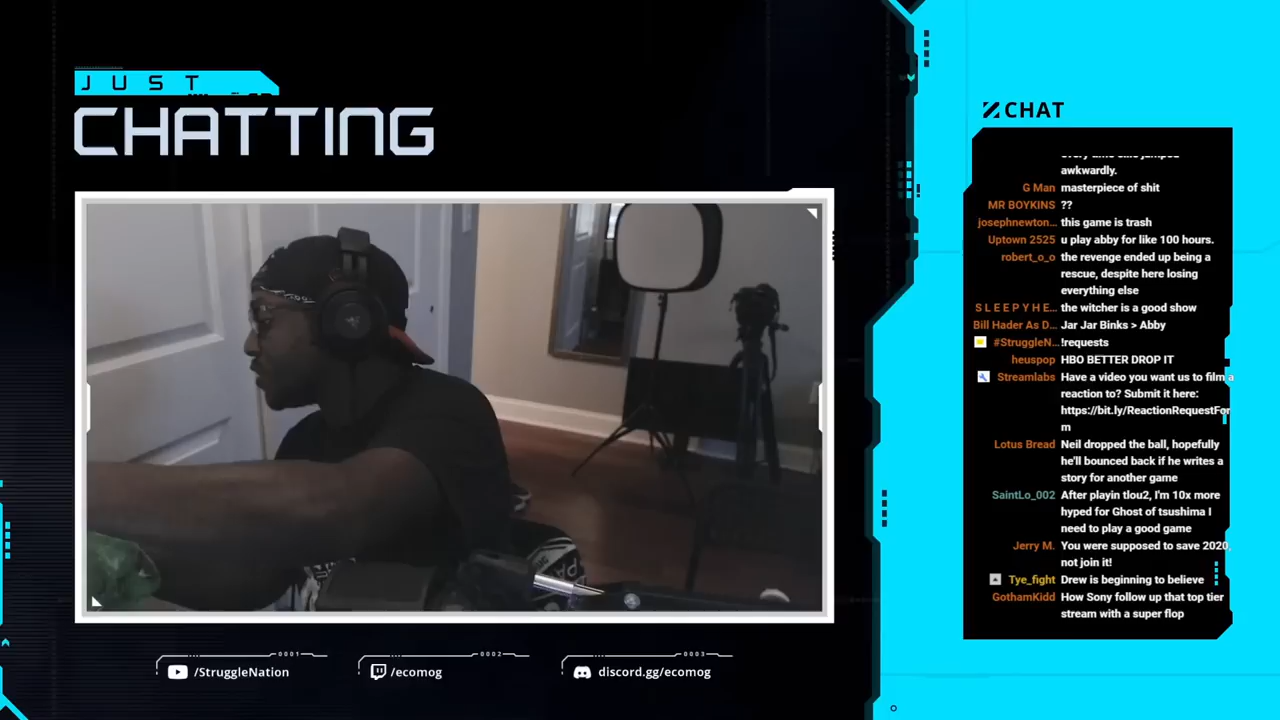 JUST
CHATTING
CHAT
every time ellie jumped
awkwardly.
G Man masterpiece of shit
MR BOYKINS ??
josephnewton... this game is trash
Uptown 2525 u play abby for like 100 hours.
robert_o_o the revenge ended up being a
rescue, despite here losing
everything else
S L E E P Y H E... the witcher is a good show
Bill Hader As D... Jar Jar Binks > Abby
#StruggleN... !requests
heuspop HBO BETTER DROP IT
Streamlabs Have a video you want us to film a
reaction to? Submit it here:
https://bit.ly/ReactionRequestFor
m
Lotus Bread Neil dropped the ball, hopefully
he'll bounced back if he writes a
story for another game
SaintLo_002 After playin tlou2, I'm 10x more
hyped for Ghost of tsushima I
need to play a good game
Jerry M. You were supposed to save 2020,
not join it!
Tye_fight Drew is beginning to believe
GothamKidd How Sony follow up that top tier
stream with a super flop
0001
/StruggleNation
0002
/ecomog
0003
discord.gg/ecomog